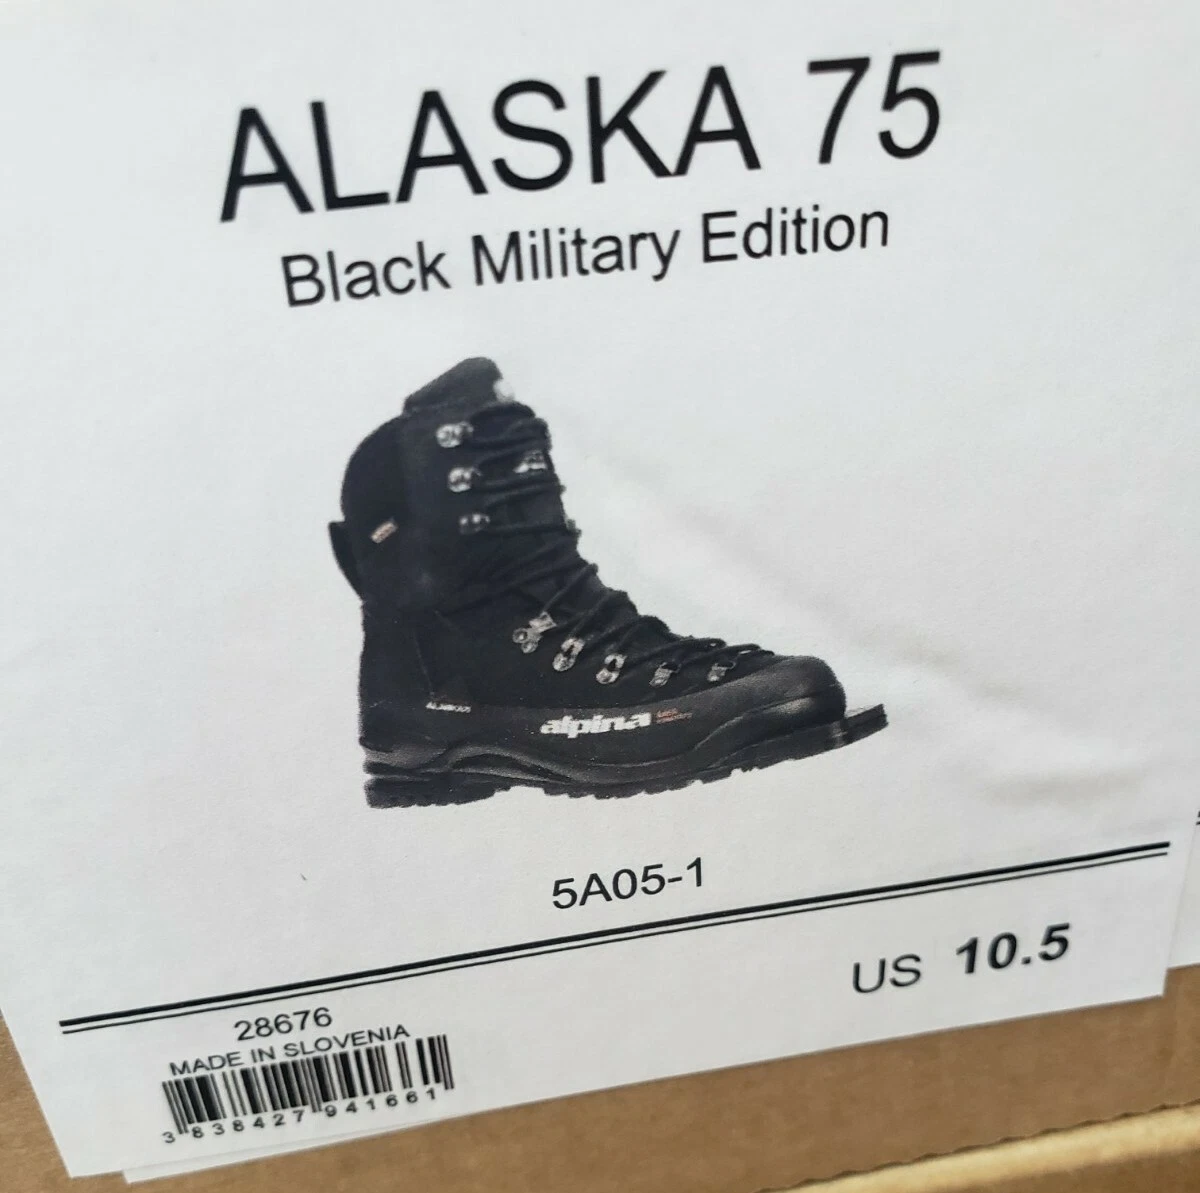 ALASKA 75
Black Military Edition
alpina
5A05-1
US 10.5
28676
MADE IN SLOVENIA
3 838427 941661